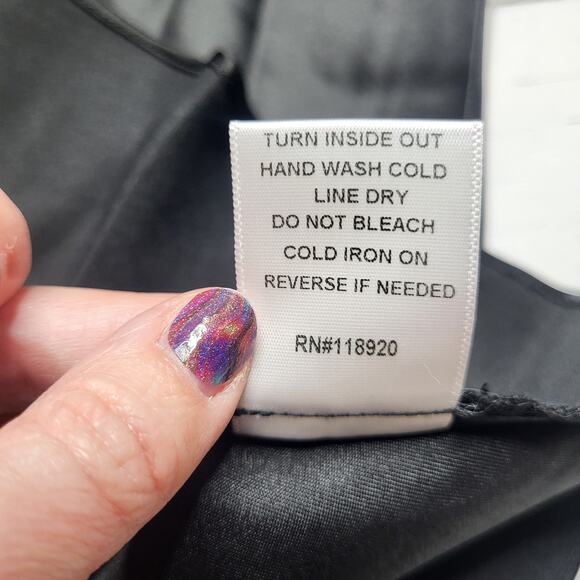 TURN INSIDE OUT
HAND WASH COLD
LINE DRY
DO NOT BLEACH
COLD IRON ON
REVERSE IF NEEDED
RN#118920